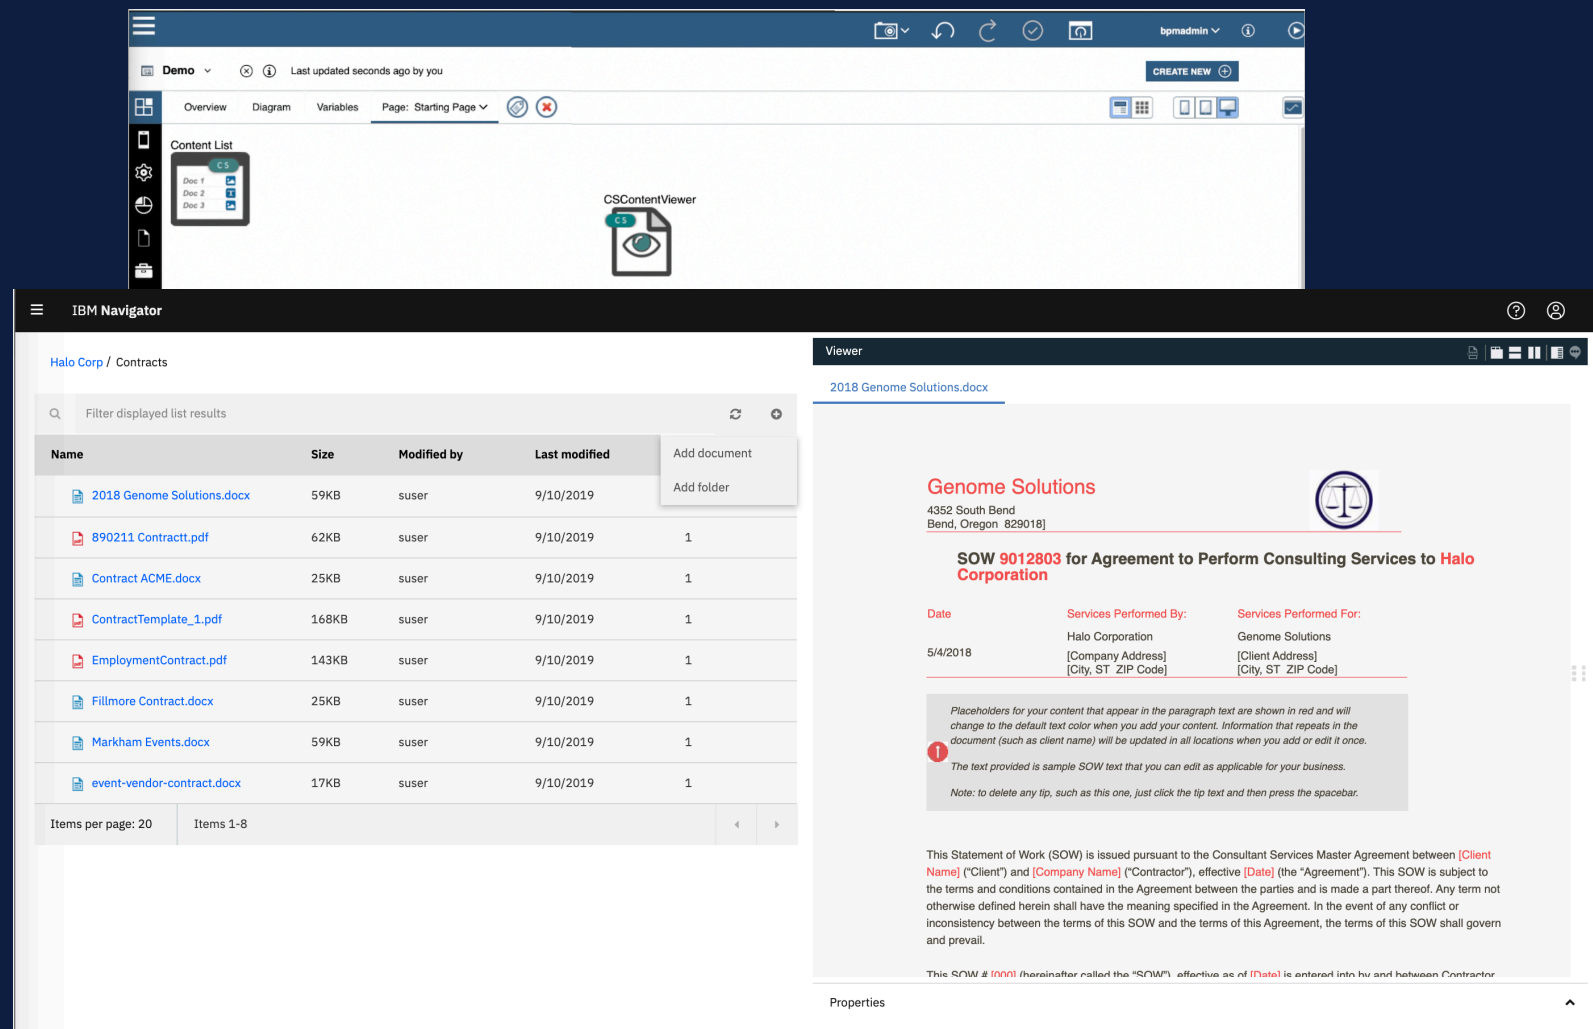 bpmadmin
Demo
Last updated seconds ago by you
CREATE NEW
Overview
Diagram
Variables
Page: Starting Page
Content List
CS
Doc 1
Doc 2
T
Doc 3
CSContentViewer
CS
IBM Navigator
Halo Corp / Contracts
Filter displayed list results
Add document
Add folder
Name Size Modified by Last modified
2018 Genome Solutions.docx 59KB suser 9/10/2019
890211 Contractt.pdf 62KB suser 9/10/2019 1
Contract ACME.docx 25KB suser 9/10/2019 1
ContractTemplate_1.pdf 168KB suser 9/10/2019 1
EmploymentContract.pdf 143KB suser 9/10/2019 1
Fillmore Contract.docx 25KB suser 9/10/2019 1
Markham Events.docx 59KB suser 9/10/2019 1
event-vendor-contract.docx 17KB suser 9/10/2019 1
Items per page: 20 Items 1-8
Viewer
2018 Genome Solutions.docx
Genome Solutions
4352 South Bend
Bend, Oregon 829018]
SOW 9012803 for Agreement to Perform Consulting Services to Halo
Corporation
Date Services Performed By: Services Performed For:
Halo Corporation Genome Solutions
5/4/2018
[Company Address] [Client Address]
[City, ST ZIP Code] [City, ST ZIP Code]
Placeholders for your content that appear in the paragraph text are shown in red and will
change to the default text color when you add your content. Information that repeats in the
document (such as client name) will be updated in all locations when you add or edit it once.
The text provided is sample SOW text that you can edit as applicable for your business.
Note: to delete any tip, such as this one, just click the tip text and then press the spacebar.
This Statement of Work (SOW) is issued pursuant to the Consultant Services Master Agreement between [Client
Name] (“Client”) and [Company Name] (“Contractor”), effective [Date] (the “Agreement”). This SOW is subject to
the terms and conditions contained in the Agreement between the parties and is made a part thereof. Any term not
otherwise defined herein shall have the meaning specified in the Agreement. In the event of any conflict or
inconsistency between the terms of this SOW and the terms of this Agreement, the terms of this SOW shall govern
and prevail.
This SOW # [000] (hereinafter called the “SOW”), effective as of [Date] is entered into by and between Contractor
Properties